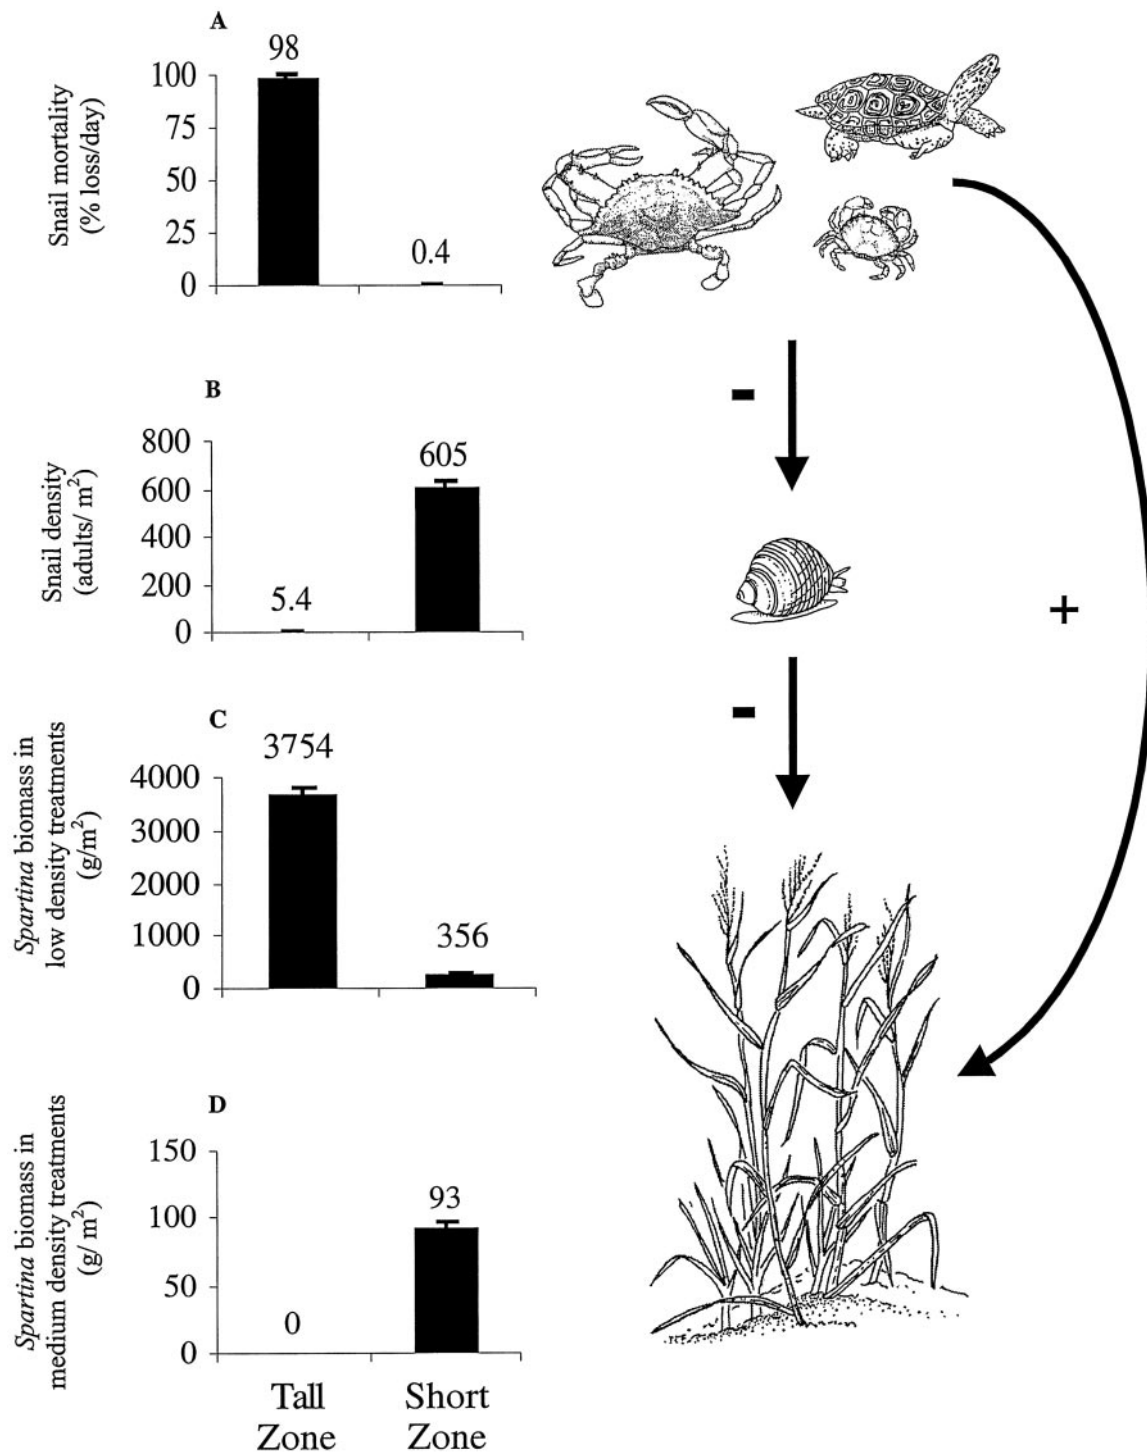 A
98
Snail mortality
(% loss/day)
100
75
50
25
0
0.4
-
B
Snail density
(adults/ m²)
800
600
400
200
0
5.4
605
+
-
C
Spartina biomass in
low density treatments
(g/m²)
3754
4000
3000
2000
1000
0
356
D
Spartina biomass in
medium density treatments
(g/ m²)
150
100
50
0
0
93
Tall
Zone
Short
Zone